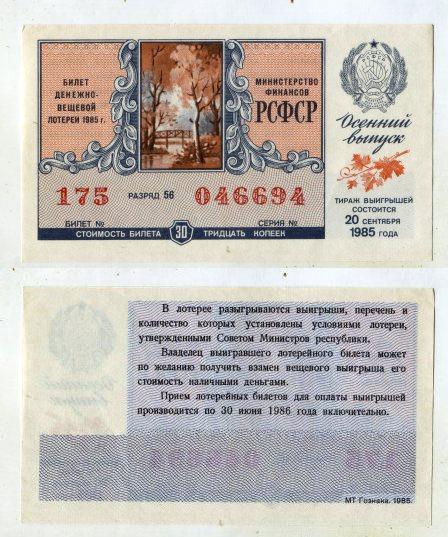 БИЛЕТ
ДЕНЕЖНО-
ВЕЩЕВОЙ
ЛОТЕРЕИ 1985 г.
МИНИСТЕРСТВО
ФИНАНСОВ
РСФСР
175
РАЗРЯД 56
046694
БИЛЕТ №
СЕРИЯ №
СТОИМОСТЬ БИЛЕТА 30 ТРИДЦАТЬ КОПЕЕК
Осенний
выпуск
ТИРАЖ ВЫИГРЫШЕЙ
СОСТОИТСЯ
20 СЕНТЯБРЯ
1985 ГОДА
В лотерее разыгрываются выигрыши, перечень и
количество которых установлены условиями лотереи,
утвержденными Советом Министров республики.
Владелец выигравшего лотерейного билета может
по желанию получить взамен вещевого выигрыша его
стоимость наличными деньгами.
Прием лотерейных билетов для оплаты выигрышей
производится по 30 июня 1986 года включительно.
МТ Гознака. 1985.